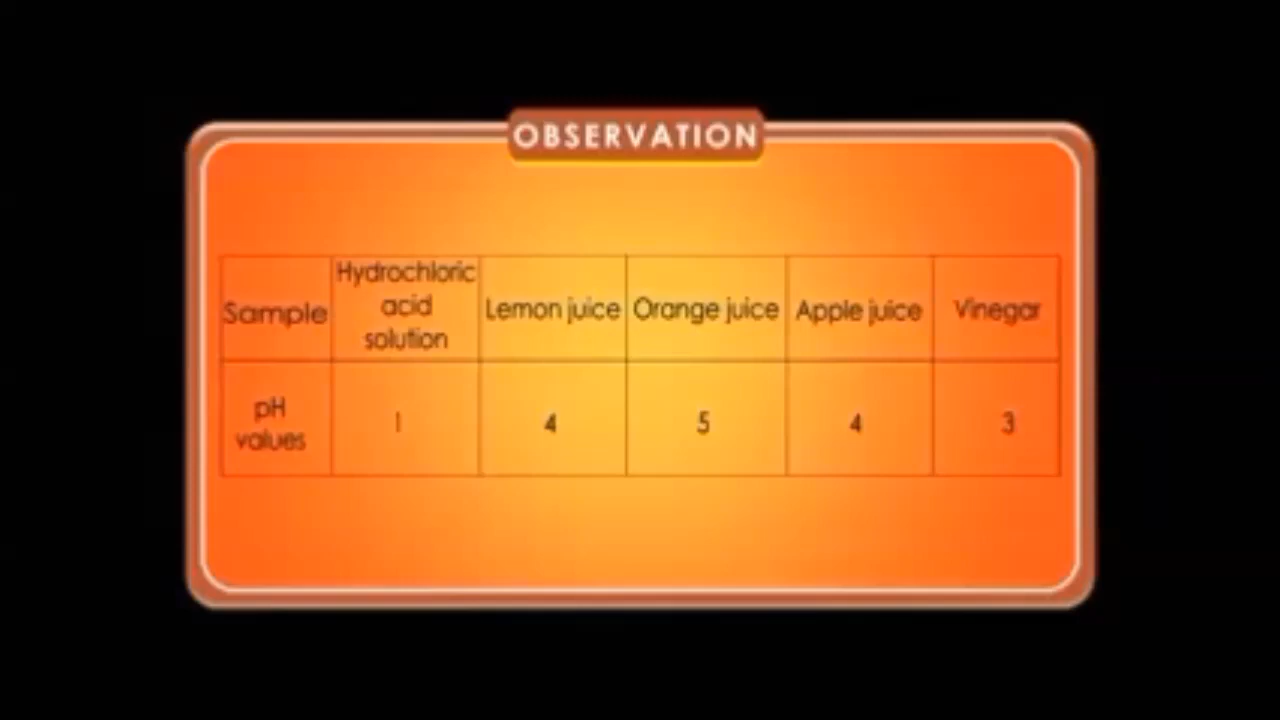 OBSERVATION
Sample
Hydrochloric
acid
solution
Lemon juice
Orange juice
Apple juice
Vinegar
pH
values
1
4
5
4
3